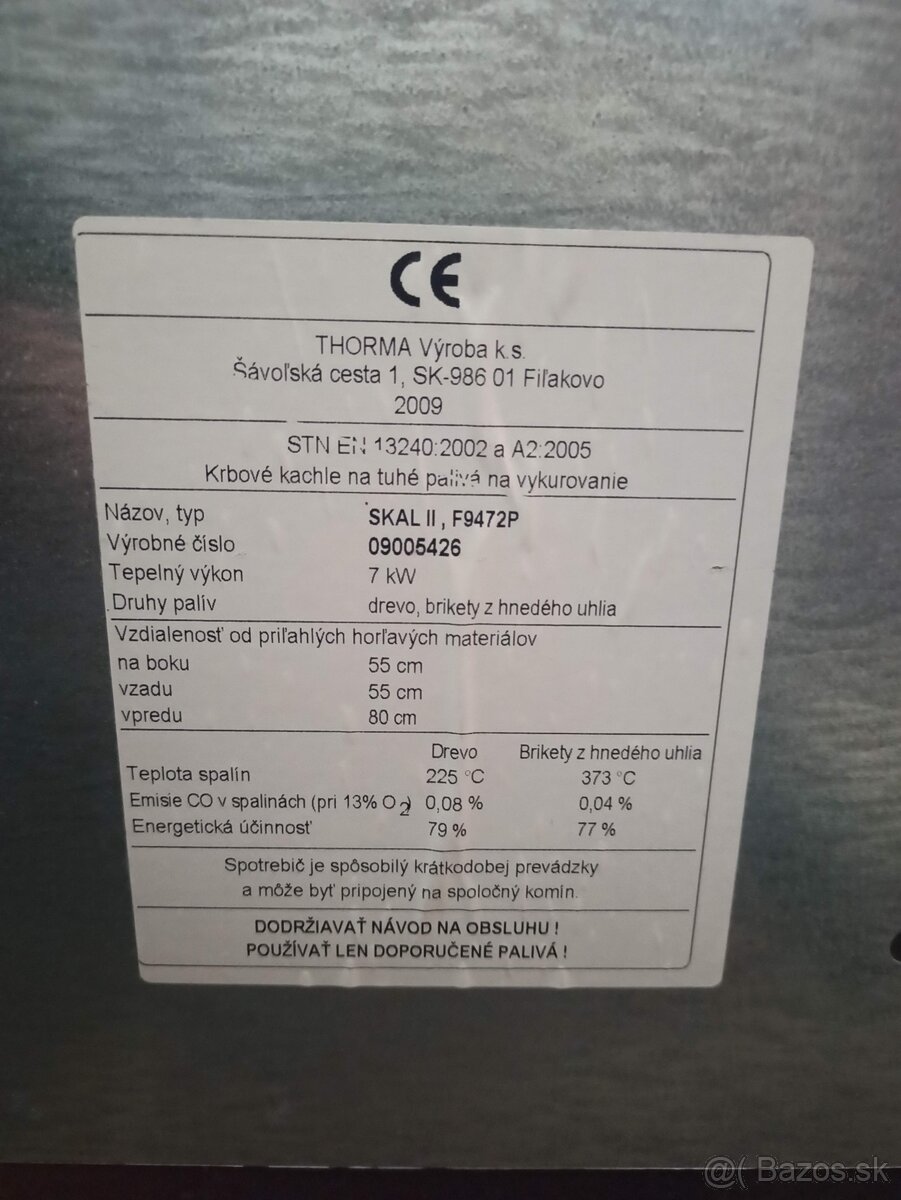 CE
THORMA Výroba k.s.
Šávoľská cesta 1, SK-986 01 Fiľakovo
2009
STN EN 13240:2002 a A2:2005
Krbové kachle na tuhé palivá na vykurovanie
Názov, typ SKAL II , F9472P
Výrobné číslo 09005426
Tepelný výkon 7 kW
Druhy palív drevo, brikety z hnedého uhlia
Vzdialenosť od priľahlých horľavých materiálov
na boku 55 cm
vzadu 55 cm
vpredu 80 cm
Drevo Brikety z hnedého uhlia
Teplota spalín 225 °C 373 °C
Emisie CO v spalinách (pri 13% O2) 0,08 % 0,04 %
Energetická účinnosť 79 % 77 %
Spotrebič je spôsobilý krátkodobej prevádzky
a môže byť pripojený na spoločný komín.
DODRŽIAVAŤ NÁVOD NA OBSLUHU !
POUŽÍVAŤ LEN DOPORUČENÉ PALIVÁ !
@( Bazos.sk